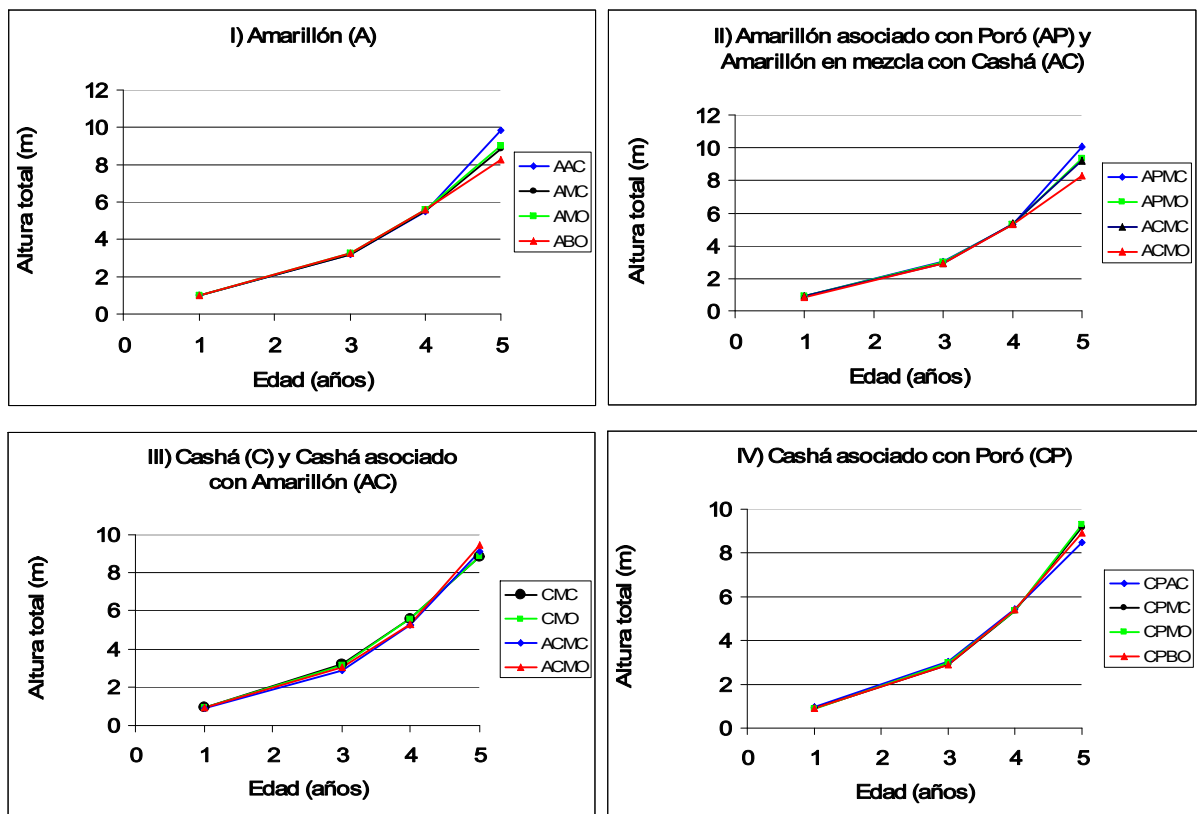 I) Amarillón (A)
Altura total (m)
12
10
8
6
4
2
0
0 1 2 3 4 5
Edad (años)
AAC
AMC
AMO
ABO
II) Amarillón asociado con Poró (AP) y
Amarillón en mezcla con Cashá (AC)
Altura total (m)
12
10
8
6
4
2
0
0 1 2 3 4 5
Edad (años)
APMC
APMO
ACMC
ACMO
III) Cashá (C) y Cashá asociado
con Amarillón (AC)
Altura total (m)
10
8
6
4
2
0
0 1 2 3 4 5
Edad (años)
CMC
CMO
ACMC
ACMO
IV) Cashá asociado con Poró (CP)
Altura total (m)
10
8
6
4
2
0
0 1 2 3 4 5
Edad (años)
CPAC
CPMC
CPMO
CPBO